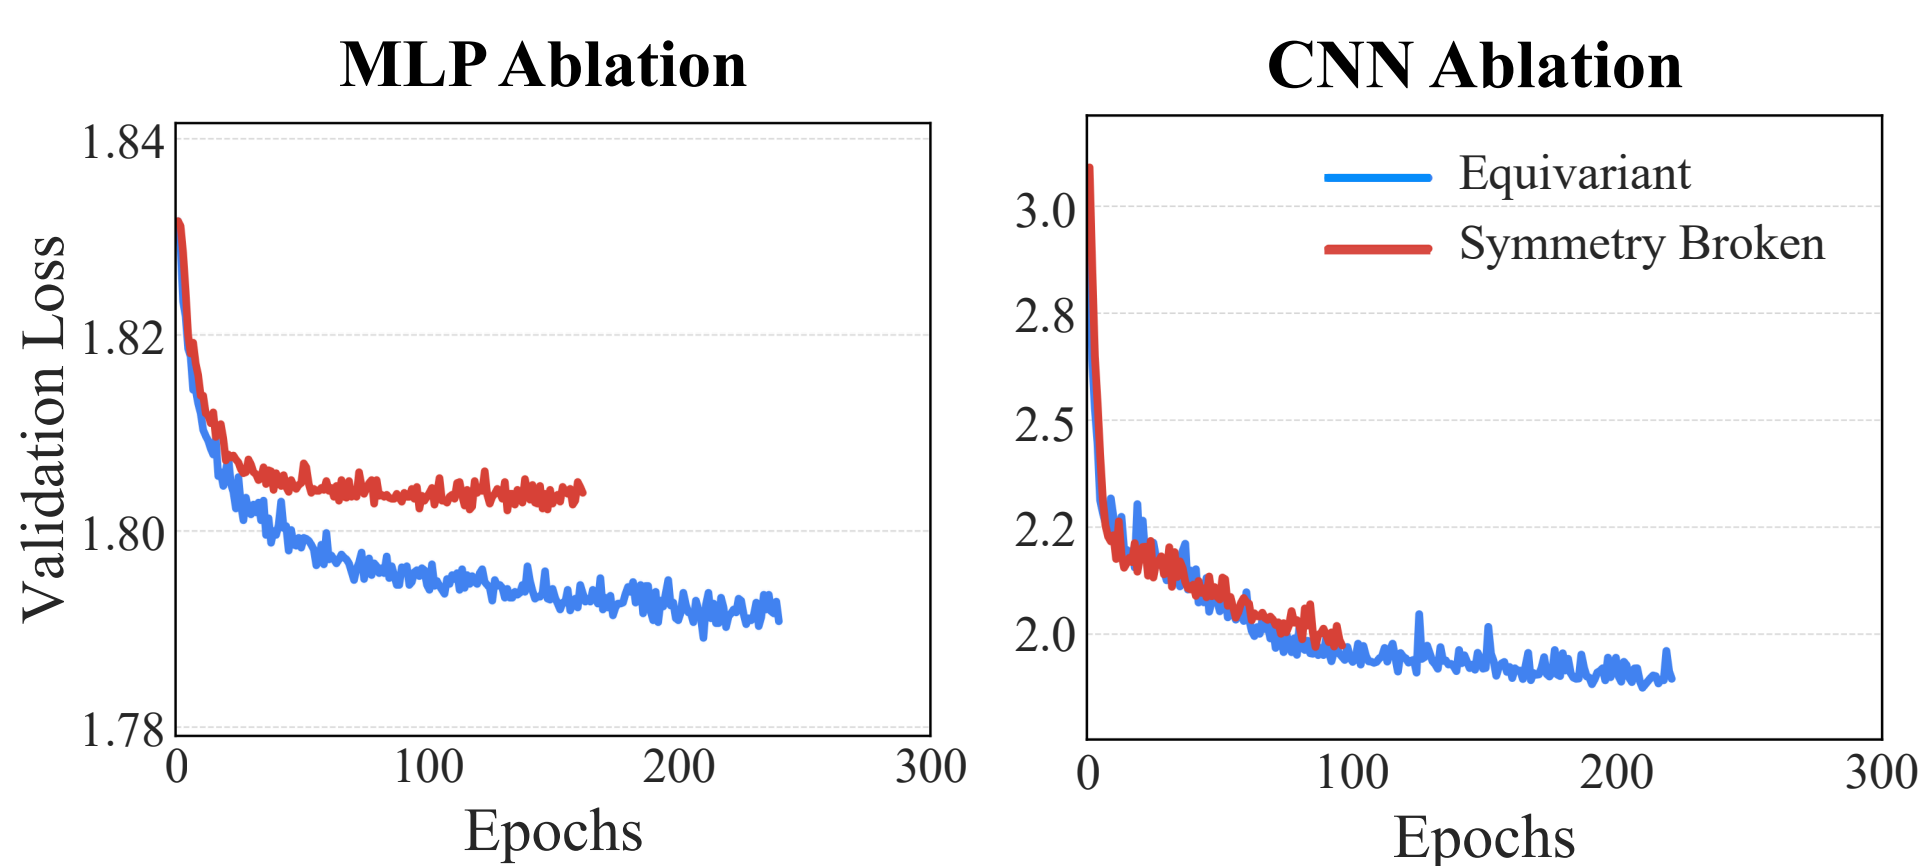 MLP Ablation
Validation Loss
1.84
1.82
1.80
1.78
0 100 200 300
Epochs
CNN Ablation
Equivariant
Symmetry Broken
3.0
2.8
2.5
2.2
2.0
0 100 200 300
Epochs